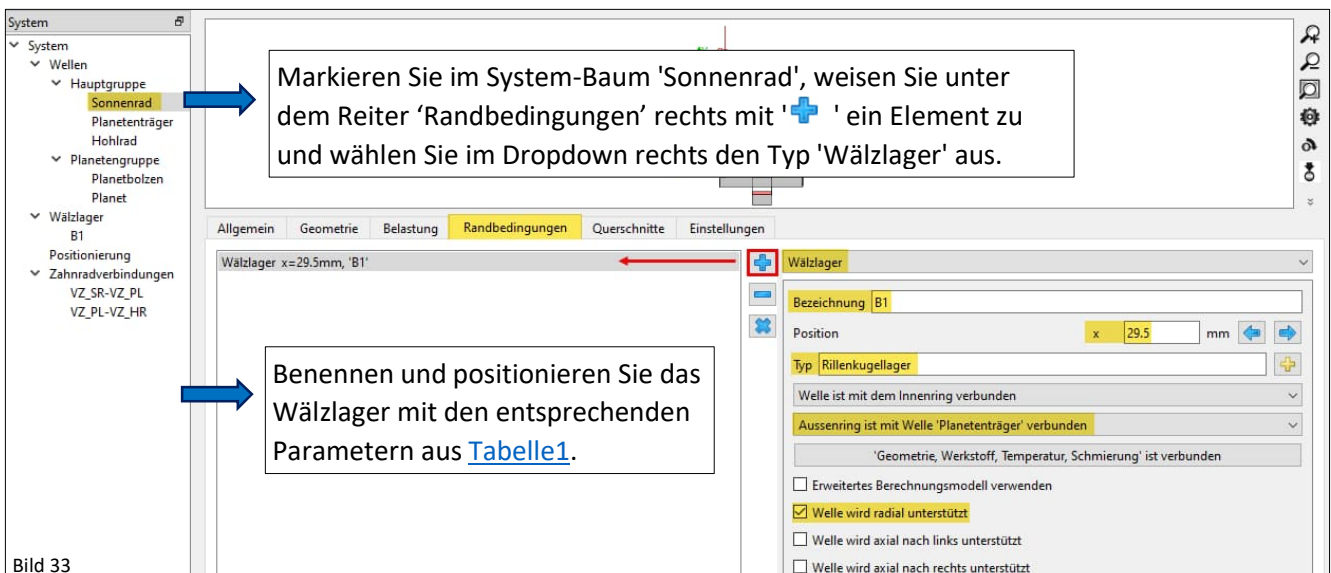 System
System
Wellen
Hauptgruppe
Sonnenrad
Planetenträger
Hohlrad
Planetengruppe
Planetbolzen
Planet
Wälzlager
B1
Positionierung
Zahnradverbindungen
VZ_SR-VZ_PL
VZ_PL-VZ_HR
Markieren Sie im System-Baum 'Sonnenrad', weisen Sie unter
dem Reiter ‘Randbedingungen’ rechts mit ' ' ein Element zu
und wählen Sie im Dropdown rechts den Typ 'Wälzlager' aus.
Allgemein Geometrie Belastung Randbedingungen Querschnitte Einstellungen
Wälzlager x=29.5mm, 'B1'
Benennen und positionieren Sie das
Wälzlager mit den entsprechenden
Parametern aus Tabelle1.
Wälzlager
Bezeichnung B1
Position x 29.5 mm
Typ Rillenkugellager
Welle ist mit dem Innenring verbunden
Aussenring ist mit Welle 'Planetenträger' verbunden
'Geometrie, Werkstoff, Temperatur, Schmierung' ist verbunden
Erweitertes Berechnungsmodell verwenden
Welle wird radial unterstützt
Welle wird axial nach links unterstützt
Welle wird axial nach rechts unterstützt
Bild 33